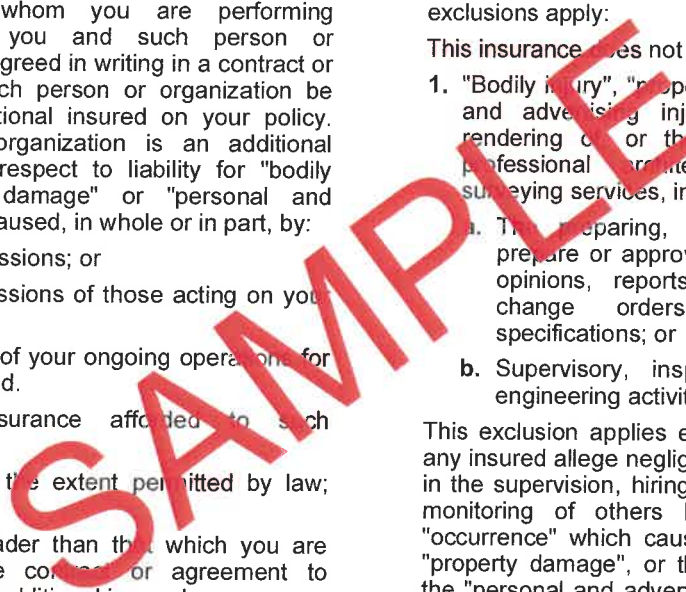 whom you are performing
you and such person or
greed in writing in a contract or
ch person or organization be
tional insured on your policy.
organization is an additional
respect to liability for "bodily
damage" or "personal and
aused, in whole or in part, by:
ssions; or
ssions of those acting on your
of your ongoing operations for
d.
surance afforded to such
the extent permitted by law;
ader than that which you are
contract or agreement to
exclusions apply:
This insurance does not
1. "Bodily injury", "prope
and advertising inj
rendering of, or th
professional archite
surveying services, in
a. The preparing,
prepare or approv
opinions, reports
change orders
specifications; or
b. Supervisory, insp
engineering activit
This exclusion applies e
any insured allege neglig
in the supervision, hiring
monitoring of others
"occurrence" which caus
"property damage", or th
the "personal and adver
SAMPLE